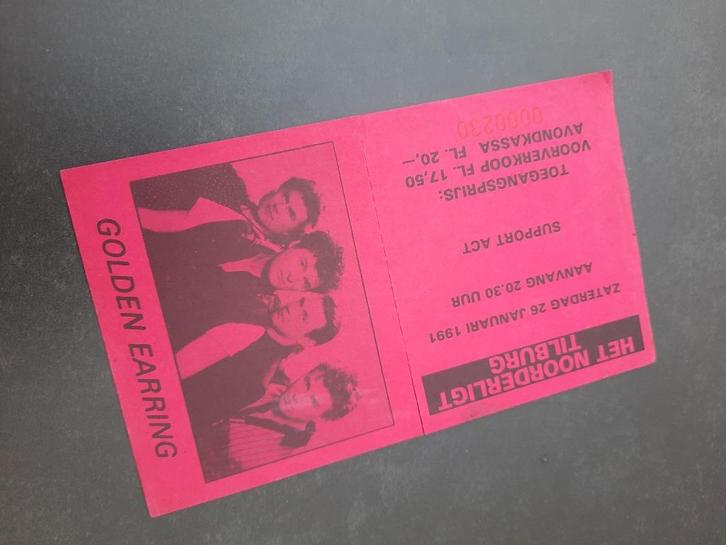 GOLDEN EARRING
HET NOORDERLIGT
TILBURG
ZATERDAG 26 JANUARI 1991
AANVANG 20.30 UUR
SUPPORT ACT
TOEGANGSPRIJS:
VOORVERKOOP FL. 17,50
AVONDKASSA FL. 20,—
0000230